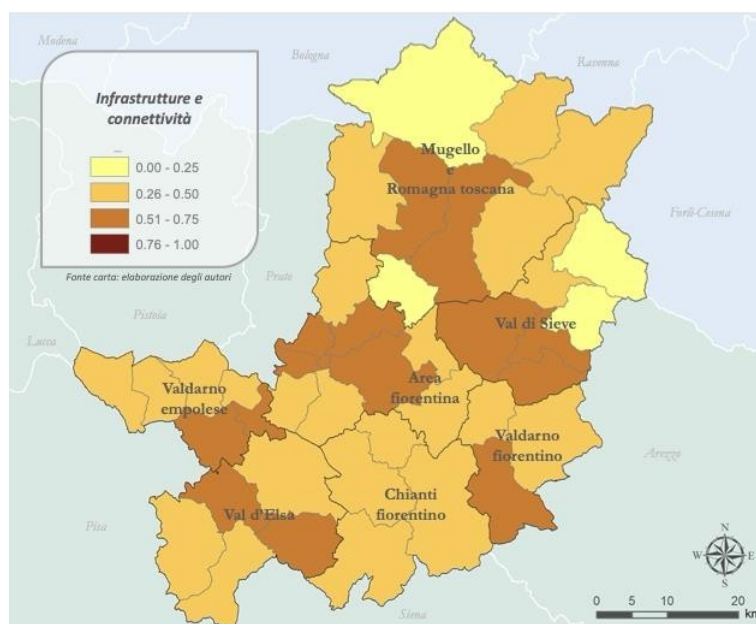 Modena
Bologna
Ravenna
Infrastrutture e
connettività
0.00 - 0.25
0.26 - 0.50
0.51 - 0.75
0.76 - 1.00
Fonte carta: elaborazione degli autori
Mugello
e
Romagna toscana
Forlì-Cesena
Prato
Pistoia
Lucca
Val di Sieve
Area
fiorentina
Valdarno
empolese
Valdarno
fiorentino
Arezzo
Chianti
fiorentino
Val d'Elsa
Pisa
Siena
N
W
E
S
0 5 10 20
km